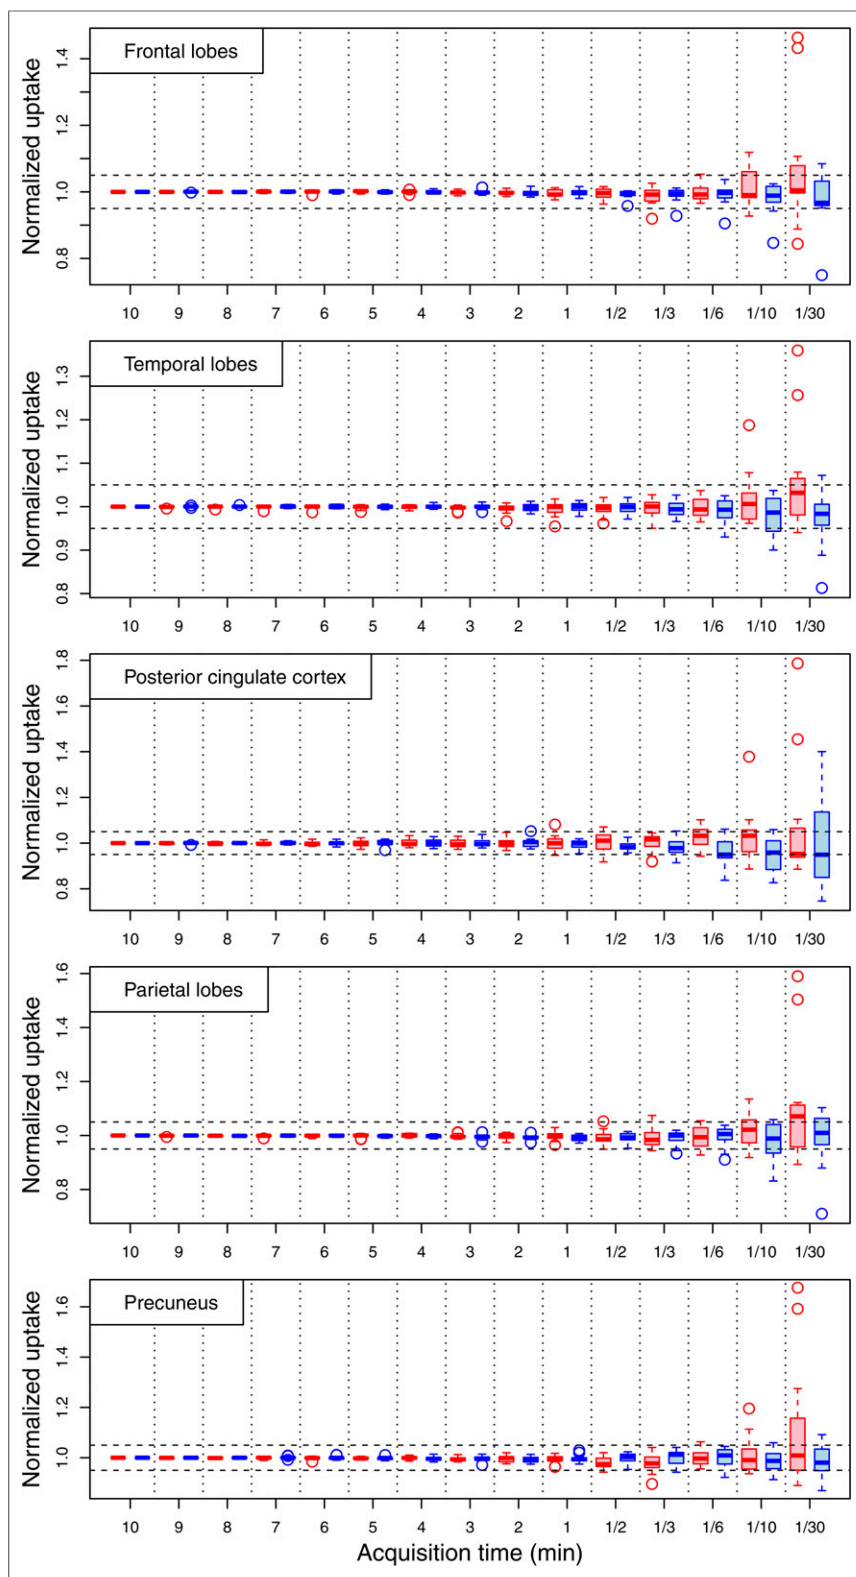 Frontal lobes
Normalized uptake
1.4
1.2
1.0
0.8
10 9 8 7 6 5 4 3 2 1 1/2 1/3 1/6 1/10 1/30
Temporal lobes
Normalized uptake
1.3
1.1
1.0
0.9
0.8
10 9 8 7 6 5 4 3 2 1 1/2 1/3 1/6 1/10 1/30
Posterior cingulate cortex
Normalized uptake
1.8
1.6
1.4
1.2
1.0
0.8
10 9 8 7 6 5 4 3 2 1 1/2 1/3 1/6 1/10 1/30
Parietal lobes
Normalized uptake
1.6
1.4
1.2
1.0
0.8
10 9 8 7 6 5 4 3 2 1 1/2 1/3 1/6 1/10 1/30
Precuneus
Normalized uptake
1.6
1.4
1.2
1.0
10 9 8 7 6 5 4 3 2 1 1/2 1/3 1/6 1/10 1/30
Acquisition time (min)